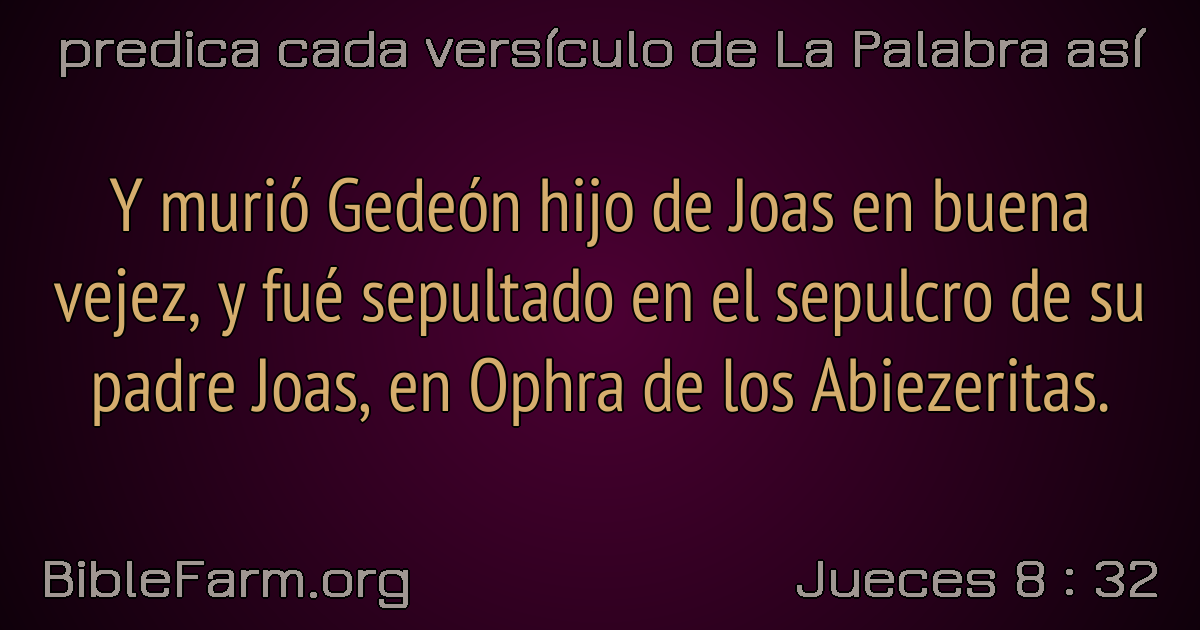 predica cada versículo de La Palabra así
Y murió Gedeón hijo de Joas en buena
vejez, y fué sepultado en el sepulcro de su
padre Joas, en Ophra de los Abiezeritas.
BibleFarm.org
Jueces 8 : 32